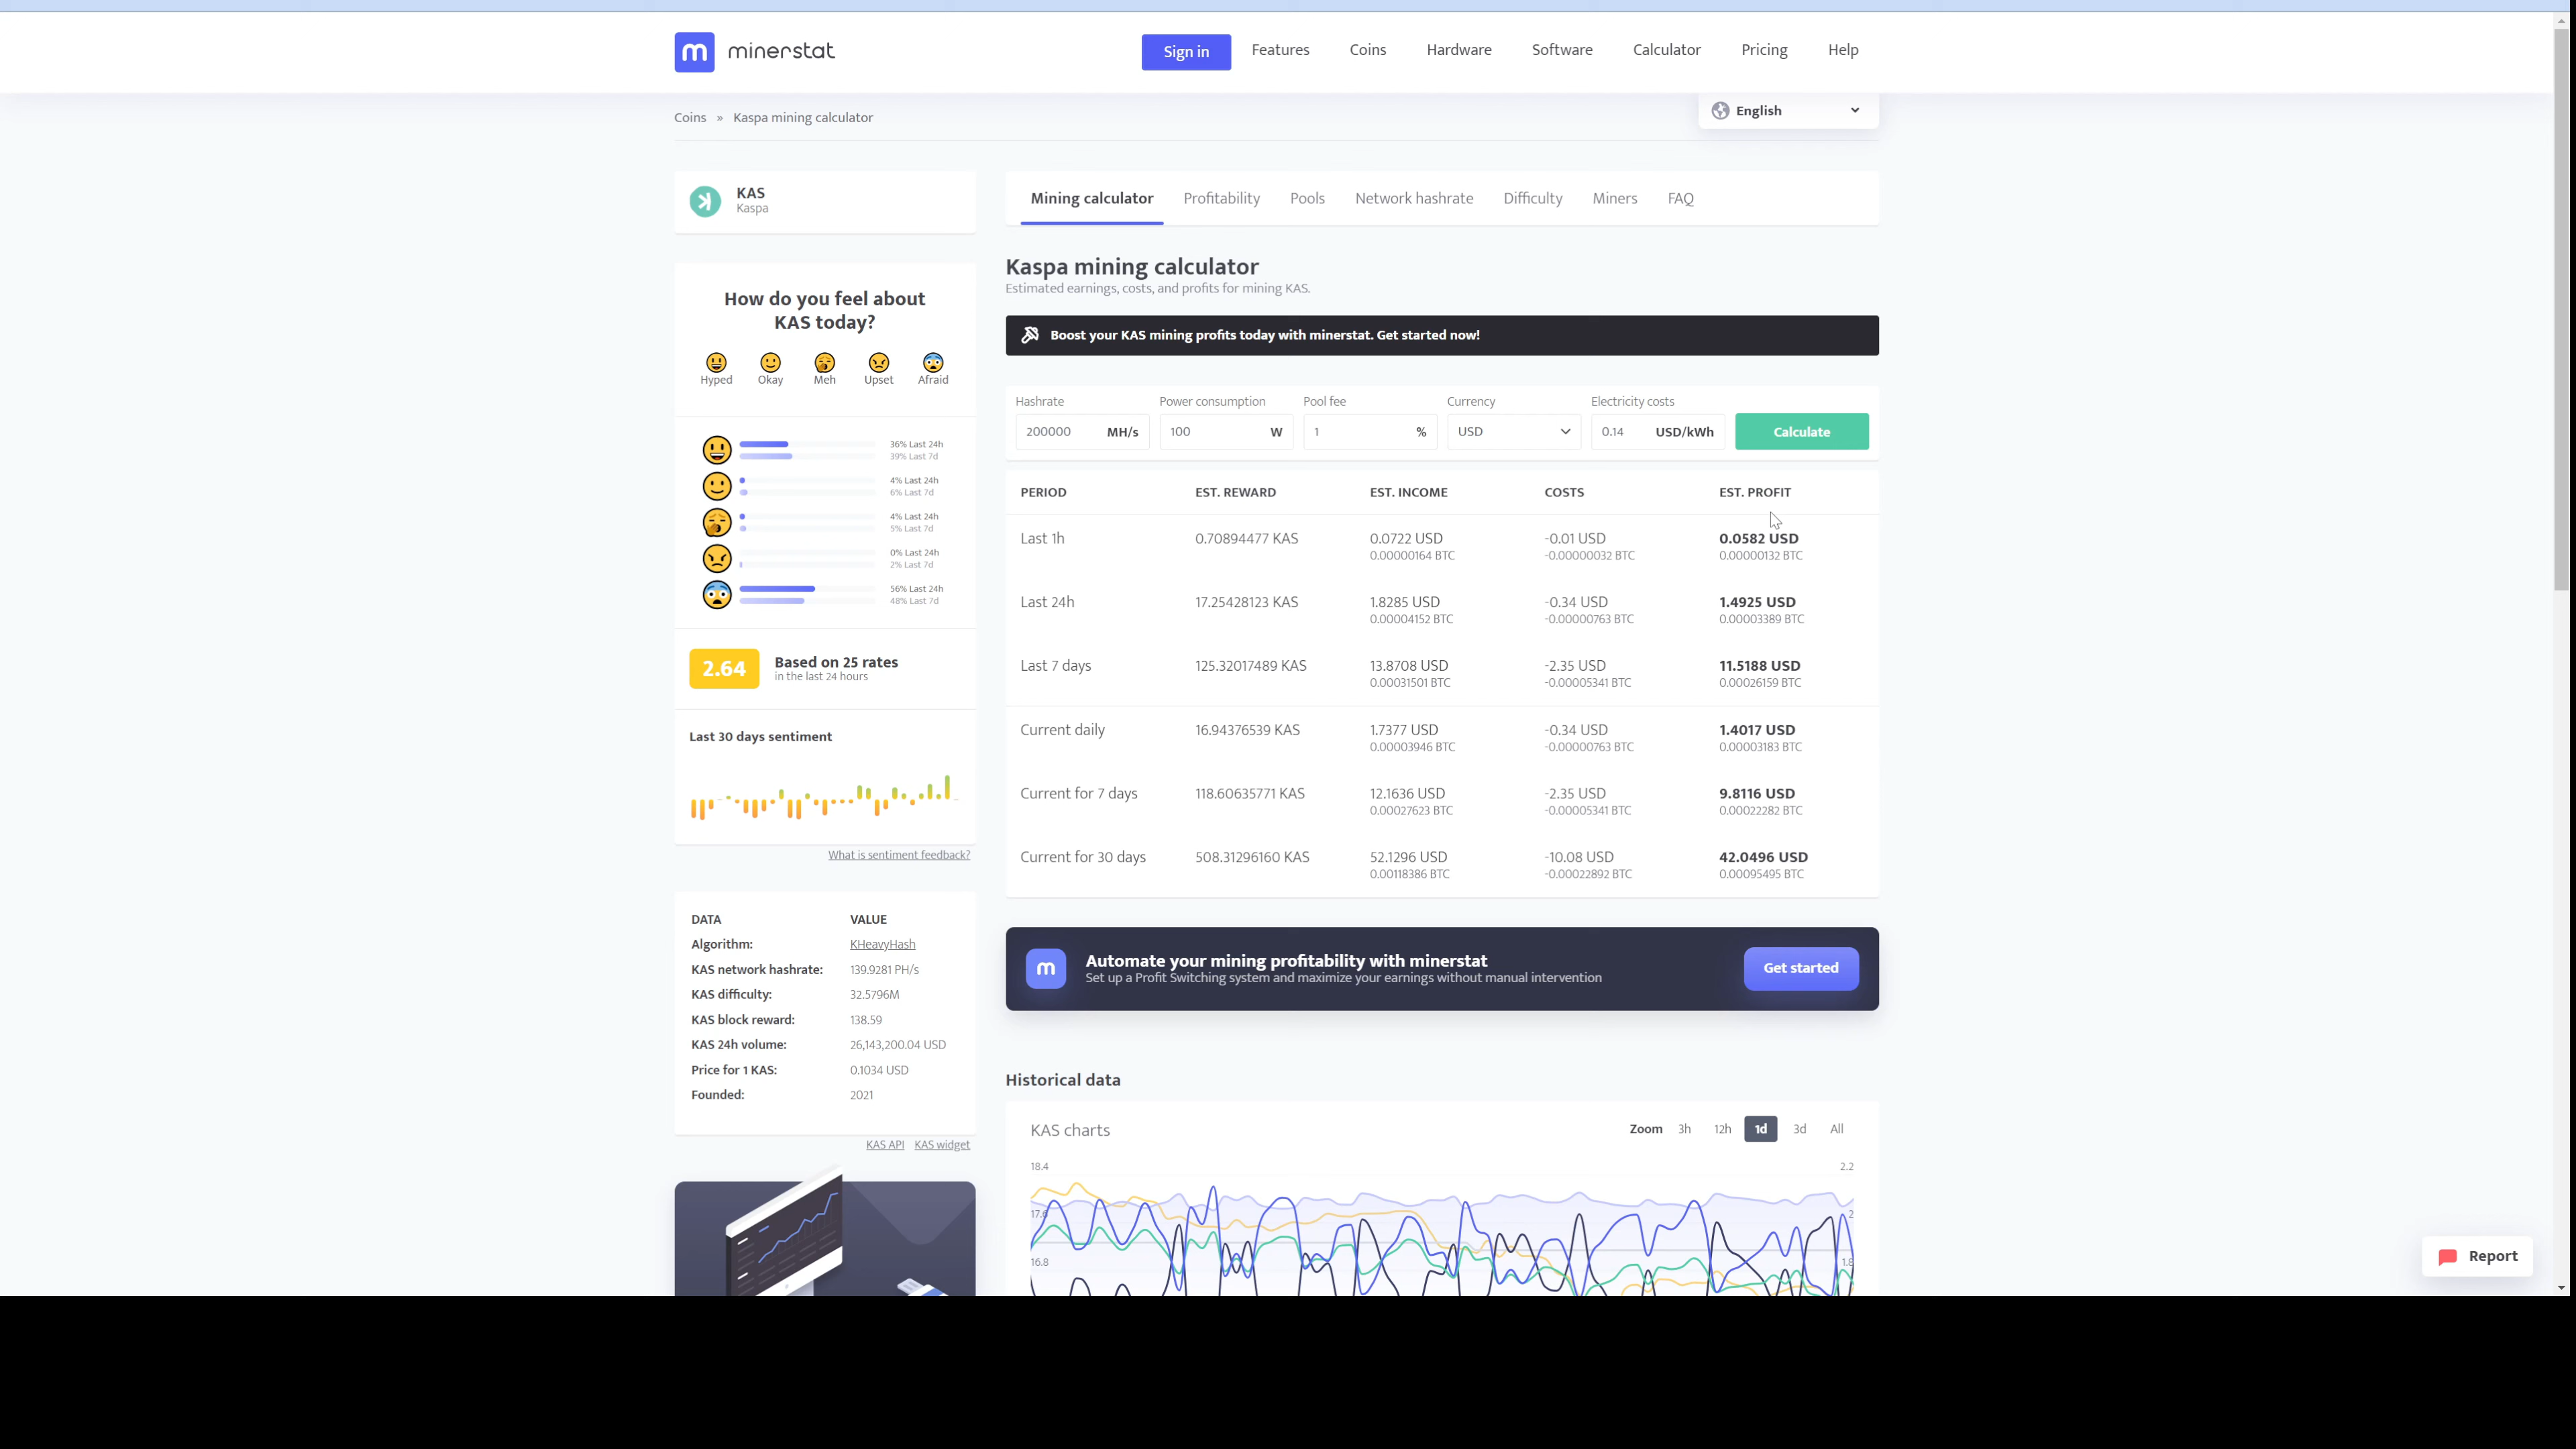 minerstat
Sign in Features Coins Hardware Software Calculator Pricing Help
Coins » Kaspa mining calculator
English
KAS
Kaspa
Mining calculator Profitability Pools Network hashrate Difficulty Miners FAQ
Kaspa mining calculator
Estimated earnings, costs, and profits for mining KAS.
Boost your KAS mining profits today with minerstat. Get started now!
How do you feel about
KAS today?
Hyped Okay Meh Upset Afraid
36% Last 24h
39% Last 7d
4% Last 24h
6% Last 7d
4% Last 24h
5% Last 7d
0% Last 24h
2% Last 7d
56% Last 24h
48% Last 7d
2.64
Based on 25 rates
in the last 24 hours
Last 30 days sentiment
What is sentiment feedback?
Hashrate Power consumption Pool fee Currency Electricity costs
200000 MH/s 100 W 1 % USD 0.14 USD/kWh Calculate
PERIOD EST. REWARD EST. INCOME COSTS EST. PROFIT
Last 1h 0.70894477 KAS 0.0722 USD -0.01 USD 0.0582 USD
0.00000164 BTC -0.00000032 BTC 0.00000132 BTC
Last 24h 17.25428123 KAS 1.8285 USD -0.34 USD 1.4925 USD
0.00004152 BTC -0.00000763 BTC 0.00003389 BTC
Last 7 days 125.32017489 KAS 13.8708 USD -2.35 USD 11.5188 USD
0.00031501 BTC -0.00005341 BTC 0.00026159 BTC
Current daily 16.94376539 KAS 1.7377 USD -0.34 USD 1.4017 USD
0.00003946 BTC -0.00000763 BTC 0.00003183 BTC
Current for 7 days 118.60635771 KAS 12.1636 USD -2.35 USD 9.8116 USD
0.00027623 BTC -0.00005341 BTC 0.00022282 BTC
Current for 30 days 508.31296160 KAS 52.1296 USD -10.08 USD 42.0496 USD
0.00118386 BTC -0.00022892 BTC 0.00095495 BTC
DATA VALUE
Algorithm: KHeavyHash
KAS network hashrate: 139.9281 PH/s
KAS difficulty: 32.5796M
KAS block reward: 138.59
KAS 24h volume: 26,143,200.04 USD
Price for 1 KAS: 0.1034 USD
Founded: 2021
KAS API KAS widget
Automate your mining profitability with minerstat
Set up a Profit Switching system and maximize your earnings without manual intervention
Get started
Historical data
KAS charts
Zoom 3h 12h 1d 3d All
18.4 2.2
17.6 2
16.8 1.8
Report